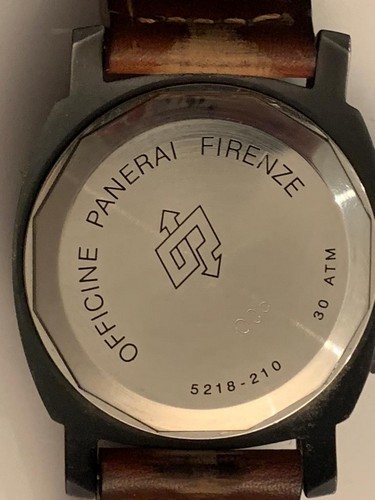 OFFICINE PANERAI FIRENZE
30 ATM
5218-210